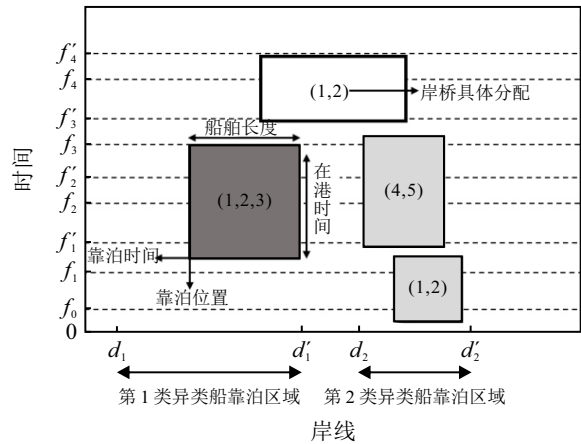 f′₄
f₄
f′₃
f₃
f′₂
f₂
f′₁
f₁
f₀
0
时间
(1,2)
岸桥具体分配
船舶长度
(1,2,3)
在港时间
(4,5)
靠泊时间
靠泊位置
(1,2)
d₁
d′₁
d₂
d′₂
第 1 类异类船靠泊区域
第 2 类异类船靠泊区域
岸线